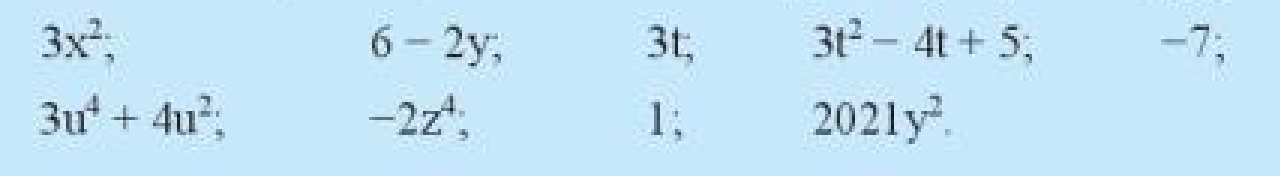 3x²; 6 – 2y; 3t; 3t² – 4t + 5; –7;
3u⁴ + 4u²; –2z⁴; 1; 2021y².